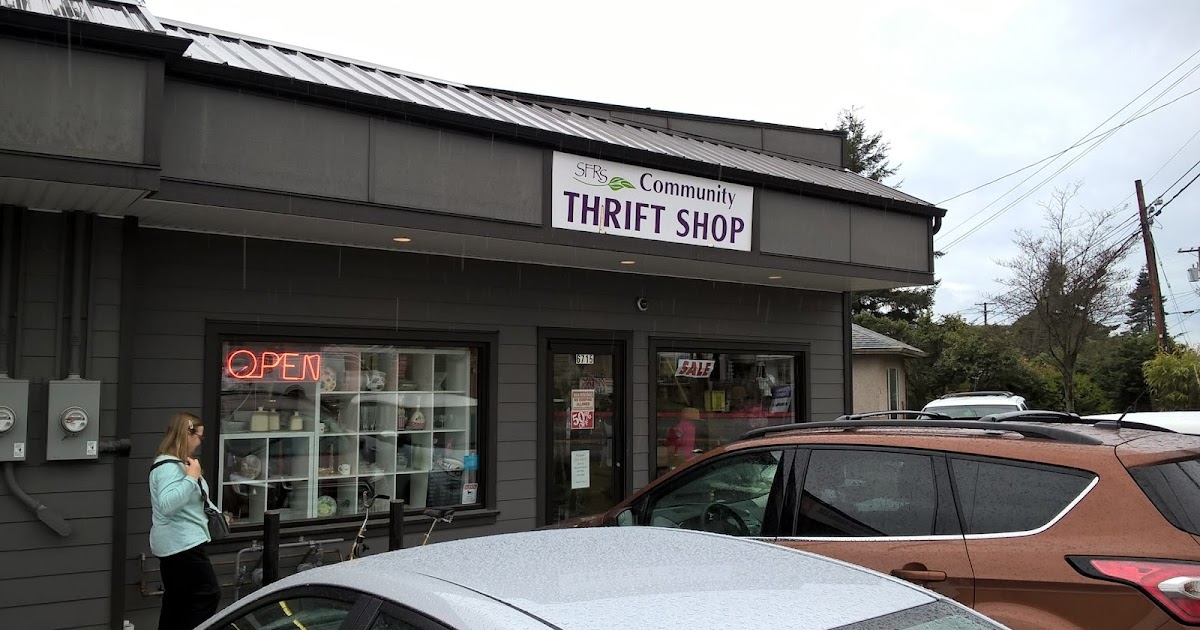 SFRS
Community
THRIFT SHOP
OPEN
6715
SALE